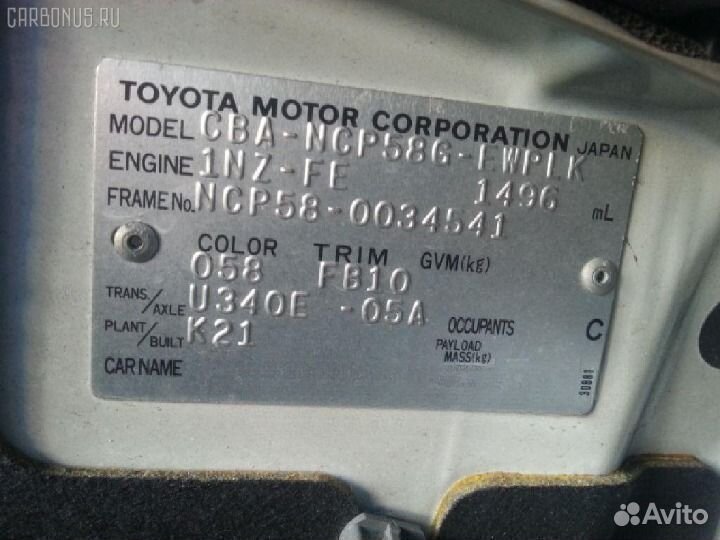 CARBONUS.RU
TOYOTA MOTOR CORPORATION JAPAN
MODEL CBA-NCP58G-EWPLK
ENGINE 1NZ-FE 1496 mL
FRAME No. NCP58-0034541
COLOR TRIM GVM(kg)
058 FB10
TRANS./AXLE U340E -05A
PLANT/BUILT K21
OCCUPANTS
PAYLOAD MASS(kg)
C
CAR NAME
30881
Avito